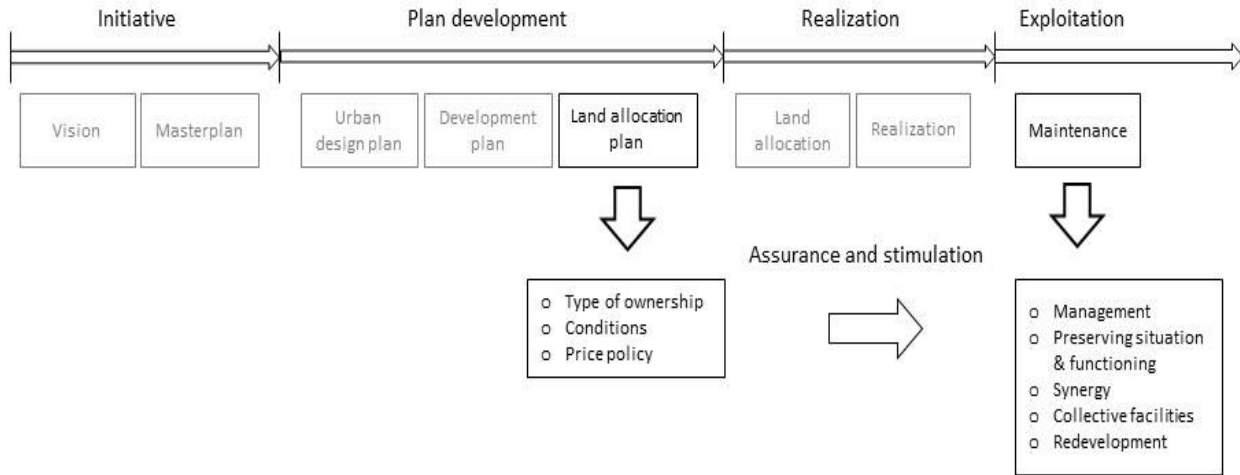 Initiative
Plan development
Realization
Exploitation
Vision
Masterplan
Urban
design plan
Development
plan
Land allocation
plan
Land
allocation
Realization
Maintenance
Assurance and stimulation
o Type of ownership
o Conditions
o Price policy
o Management
o Preserving situation
& functioning
o Synergy
o Collective facilities
o Redevelopment